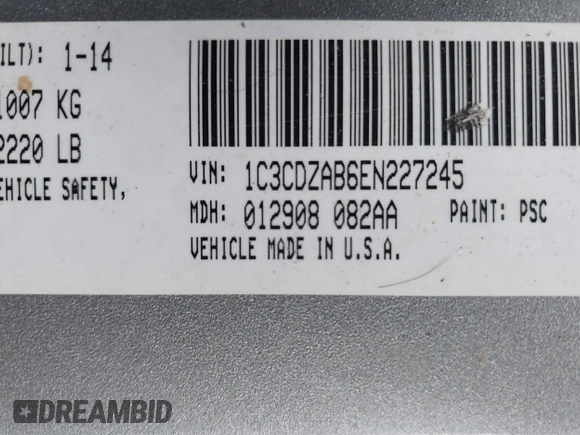 ILT): 1-14
1007 KG
2220 LB
EHICLE SAFETY,
VIN: 1C3CDZAB6EN227245
MDH: 012908 082AA PAINT: PSC
VEHICLE MADE IN U.S.A.
DREAMBID